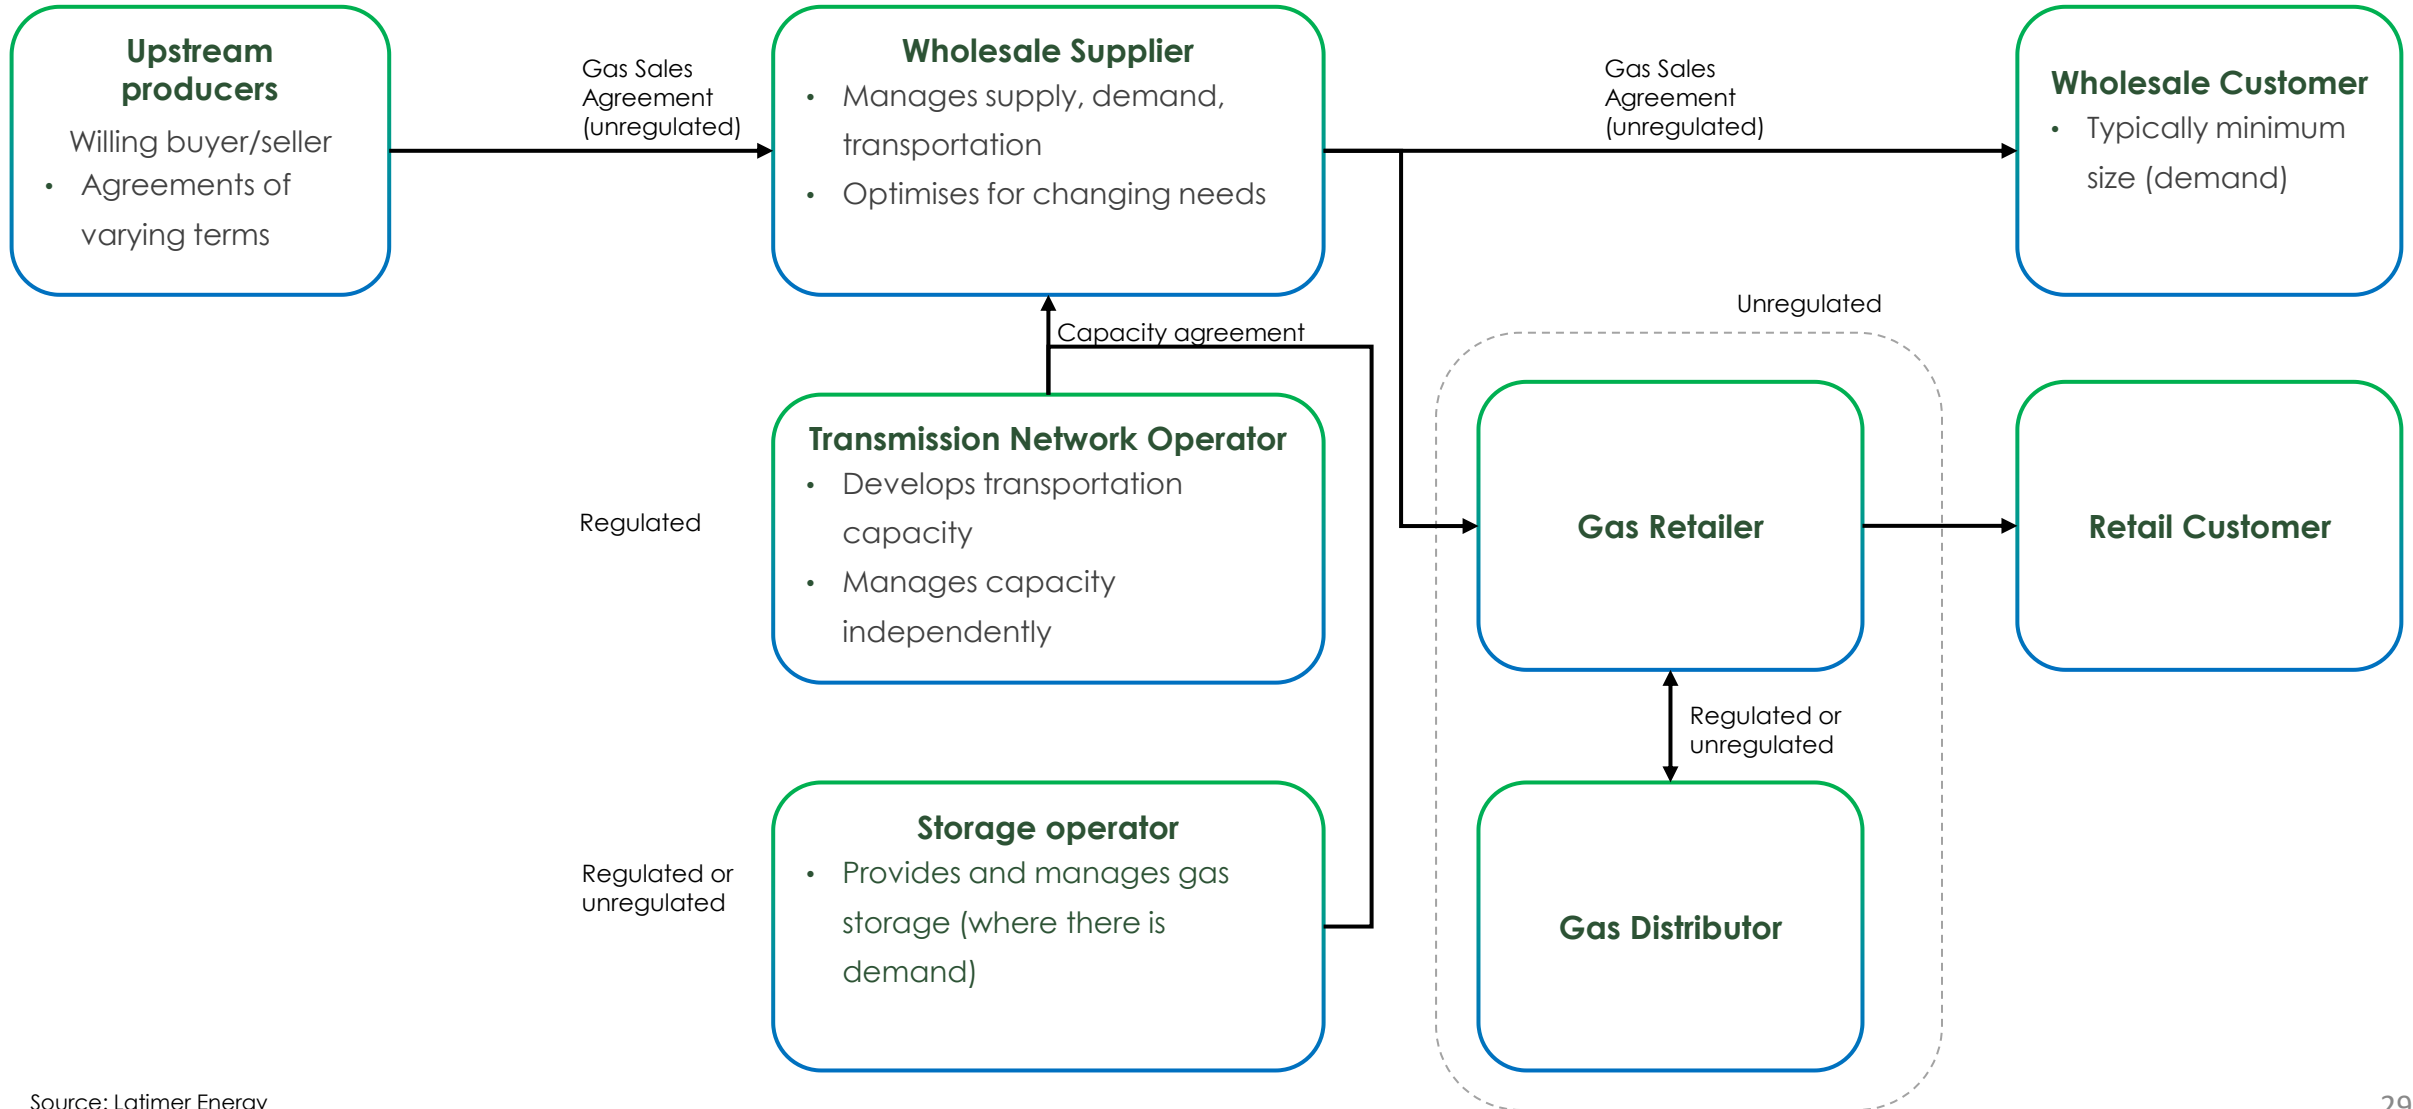 Upstream
producers
Willing buyer/seller
• Agreements of
varying terms
Gas Sales
Agreement
(unregulated)
Wholesale Supplier
• Manages supply, demand,
transportation
• Optimises for changing needs
Gas Sales
Agreement
(unregulated)
Wholesale Customer
• Typically minimum
size (demand)
Unregulated
Capacity agreement
Regulated
Transmission Network Operator
• Develops transportation
capacity
• Manages capacity
independently
Gas Retailer
Retail Customer
Regulated or
unregulated
Regulated or
unregulated
Storage operator
• Provides and manages gas
storage (where there is
demand)
Gas Distributor
Source: Latimer Energy
29